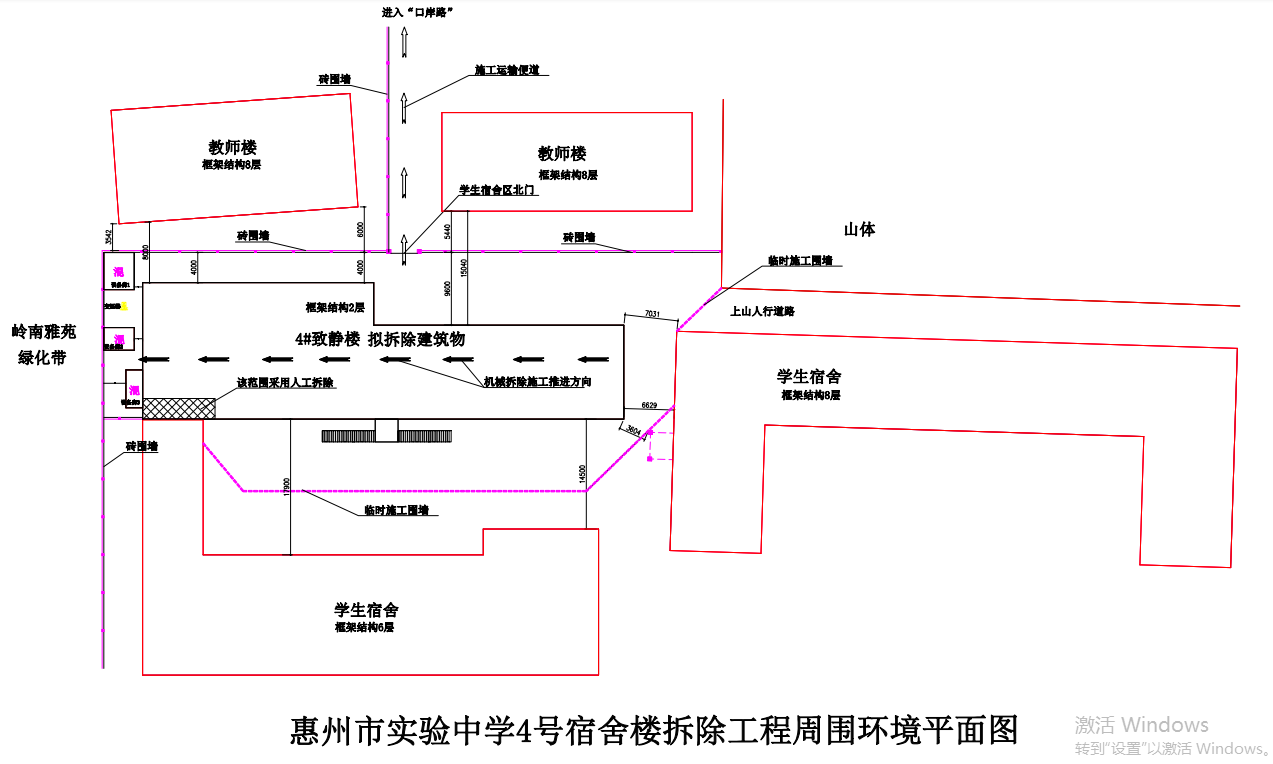 进入“口岸路”
施工运输便道
砖围墙
教师楼
框架结构8层
教师楼
框架结构8层
学生宿舍区北门
3542
8000
6000
5440
15040
砖围墙
砖围墙
山体
4000
4000
9600
临时施工围墙
框架结构2层
7031
上山人行道路
岭南雅苑
绿化带
4#致静楼 拟拆除建筑物
该范围采用人工拆除
机械拆除施工推进方向
学生宿舍
框架结构8层
6629
3604
砖围墙
17900
14500
临时施工围墙
学生宿舍
框架结构6层
惠州市实验中学4号宿舍楼拆除工程周围环境平面图
激活 Windows
转到“设置”以激活 Windows。